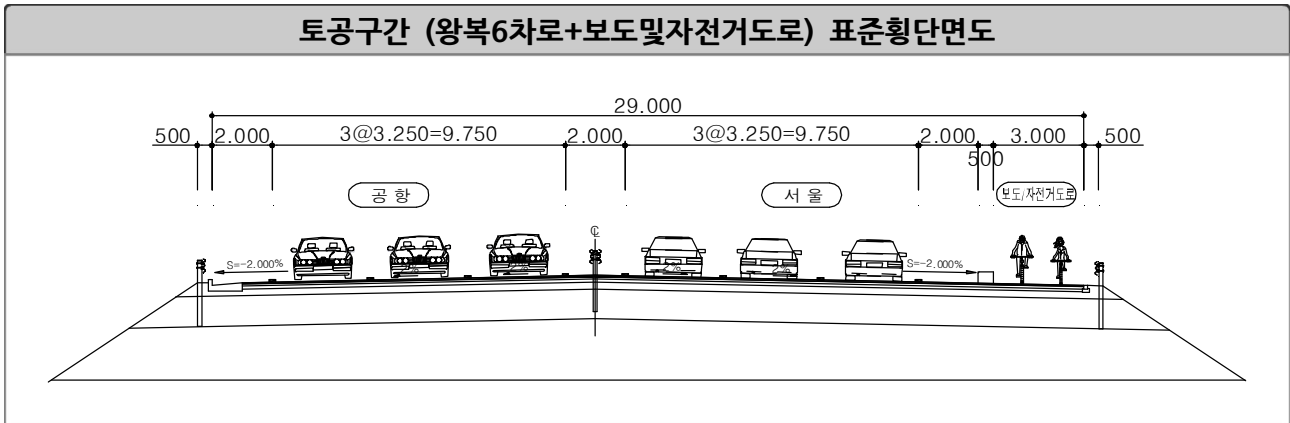 토공구간 (왕복6차로+보도및자전거도로) 표준횡단면도
29.000
500 2.000 3@3.250=9.750 2.000 3@3.250=9.750 2.000 3.000 500
500
공 항 서 울 보도/자전거도로
℄
S=-2.000% S=-2.000%